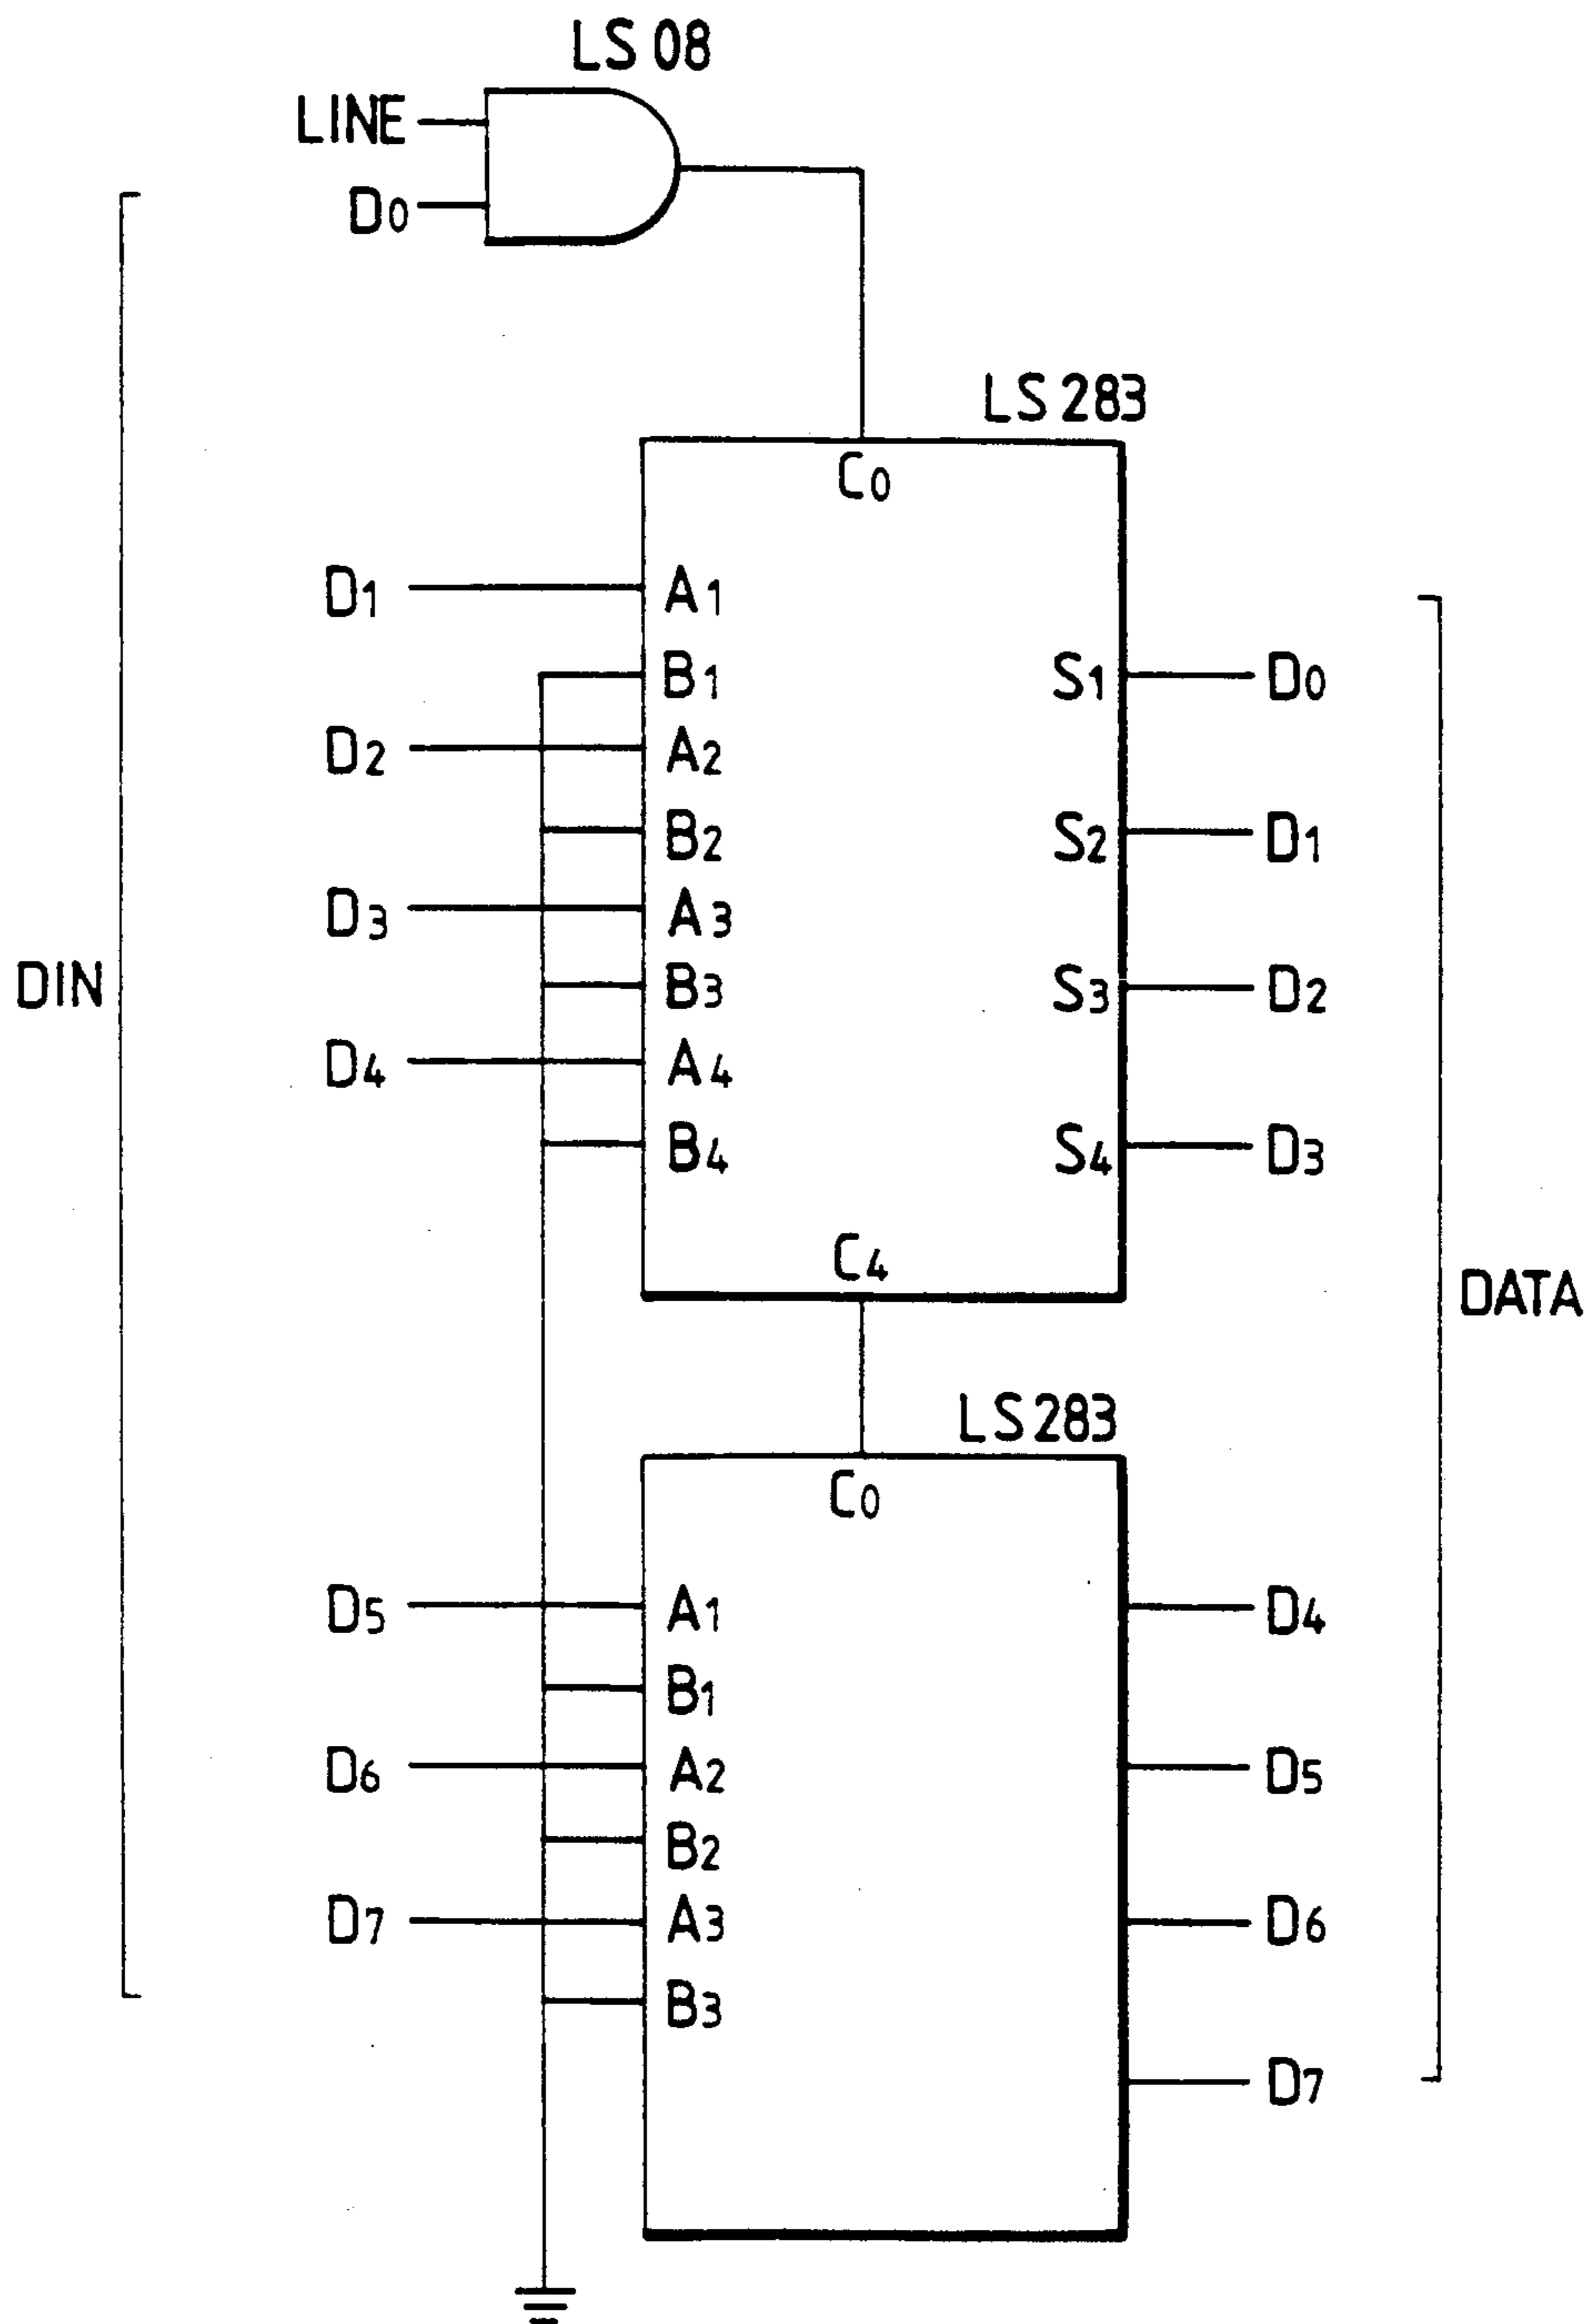 LS 08
LINE
D0
LS 283
C0
D1 A1
B1 S1 D0
D2 A2
B2 S2 D1
D3 A3
DIN B3 S3 D2
D4 A4
B4 S4 D3
C4
DATA
LS 283
C0
D5 A1 D4
B1
D6 A2 D5
B2
D7 A3 D6
B3
D7